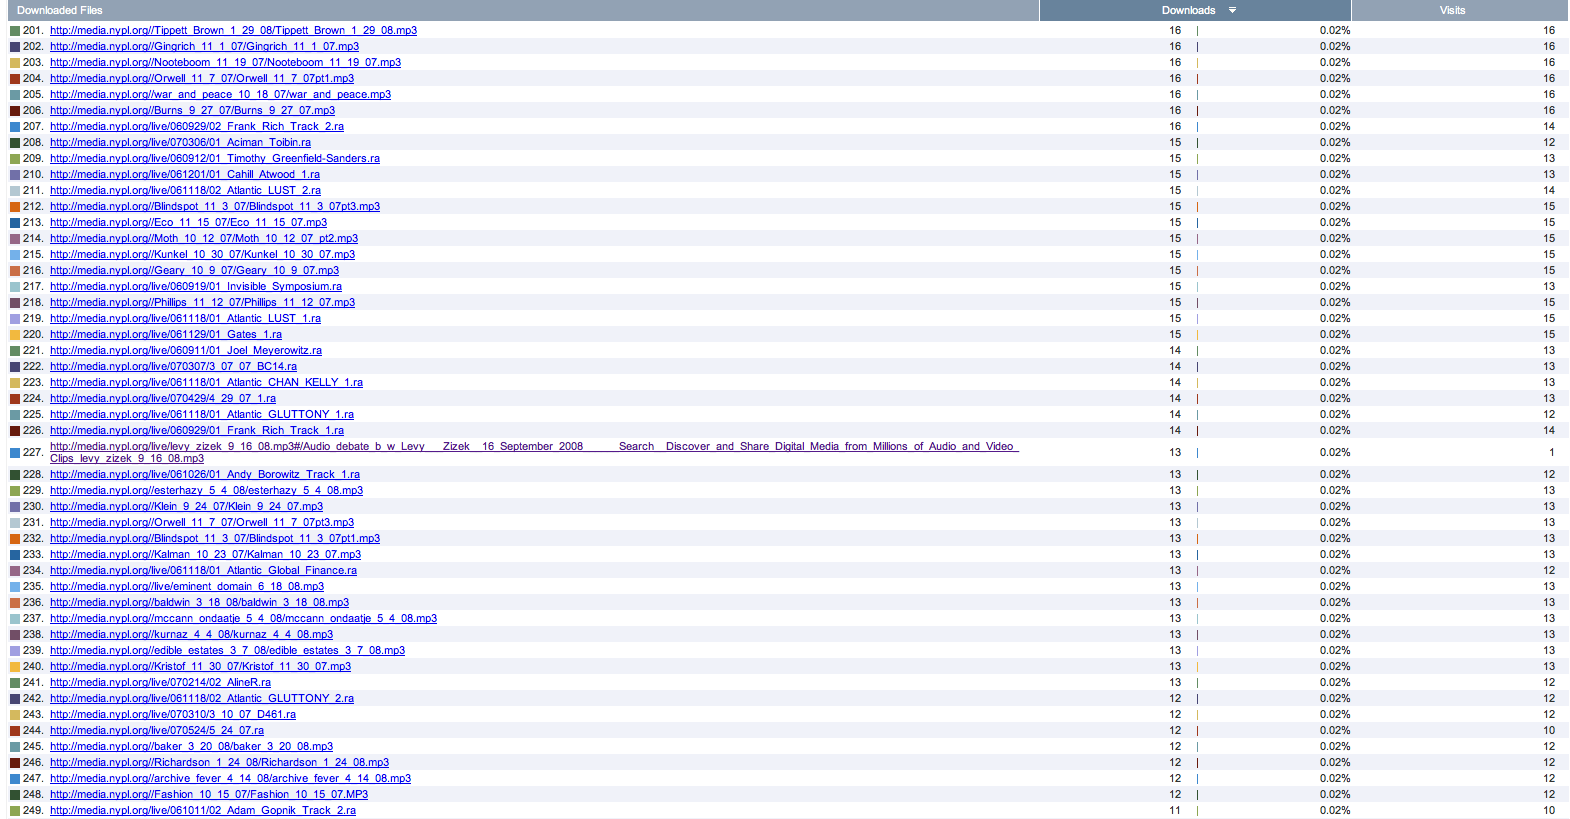 Downloaded Files Downloads Visits
201. http://media.nypl.org//Tippett_Brown_1_29_08/Tippett_Brown_1_29_08.mp3 16 0.02% 16
202. http://media.nypl.org//Gingrich_11_1_07/Gingrich_11_1_07.mp3 16 0.02% 16
203. http://media.nypl.org//Nooteboom_11_19_07/Nooteboom_11_19_07.mp3 16 0.02% 16
204. http://media.nypl.org//Orwell_11_7_07/Orwell_11_7_07pt1.mp3 16 0.02% 16
205. http://media.nypl.org//war_and_peace_10_18_07/war_and_peace.mp3 16 0.02% 16
206. http://media.nypl.org//Burns_9_27_07/Burns_9_27_07.mp3 16 0.02% 16
207. http://media.nypl.org/live/060929/02_Frank_Rich_Track_2.ra 16 0.02% 14
208. http://media.nypl.org/live/070306/01_Aciman_Toibin.ra 15 0.02% 12
209. http://media.nypl.org/live/060912/01_Timothy_Greenfield-Sanders.ra 15 0.02% 13
210. http://media.nypl.org/live/061201/01_Cahill_Atwood_1.ra 15 0.02% 13
211. http://media.nypl.org/live/061118/02_Atlantic_LUST_2.ra 15 0.02% 14
212. http://media.nypl.org//Blindspot_11_3_07/Blindspot_11_3_07pt3.mp3 15 0.02% 15
213. http://media.nypl.org//Eco_11_15_07/Eco_11_15_07.mp3 15 0.02% 15
214. http://media.nypl.org//Moth_10_12_07/Moth_10_12_07_pt2.mp3 15 0.02% 15
215. http://media.nypl.org//Kunkel_10_30_07/Kunkel_10_30_07.mp3 15 0.02% 15
216. http://media.nypl.org//Geary_10_9_07/Geary_10_9_07.mp3 15 0.02% 15
217. http://media.nypl.org/live/060919/01_Invisible_Symposium.ra 15 0.02% 13
218. http://media.nypl.org//Phillips_11_12_07/Phillips_11_12_07.mp3 15 0.02% 15
219. http://media.nypl.org/live/061118/01_Atlantic_LUST_1.ra 15 0.02% 15
220. http://media.nypl.org/live/061129/01_Gates_1.ra 15 0.02% 15
221. http://media.nypl.org/live/060911/01_Joel_Meyerowitz.ra 14 0.02% 13
222. http://media.nypl.org/live/070307/3_07_07_BC14.ra 14 0.02% 13
223. http://media.nypl.org/live/061118/01_Atlantic_CHAN_KELLY_1.ra 14 0.02% 13
224. http://media.nypl.org/live/070429/4_29_07_1.ra 14 0.02% 13
225. http://media.nypl.org/live/061118/01_Atlantic_GLUTTONY_1.ra 14 0.02% 12
226. http://media.nypl.org/live/060929/01_Frank_Rich_Track_1.ra 14 0.02% 14
227. http://media.nypl.org/live/levy_zizek_9_16_08.mp3#/Audio_debate_b_w_Levy___Zizek__16_September_2008______Search__Discover_and_Share_Digital_Media_from_Millions_of_Audio_and_Video_
Clips_levy_zizek_9_16_08.mp3 13 0.02% 1
228. http://media.nypl.org/live/061026/01_Andy_Borowitz_Track_1.ra 13 0.02% 12
229. http://media.nypl.org//esterhazy_5_4_08/esterhazy_5_4_08.mp3 13 0.02% 13
230. http://media.nypl.org//Klein_9_24_07/Klein_9_24_07.mp3 13 0.02% 13
231. http://media.nypl.org//Orwell_11_7_07/Orwell_11_7_07pt3.mp3 13 0.02% 13
232. http://media.nypl.org//Blindspot_11_3_07/Blindspot_11_3_07pt1.mp3 13 0.02% 13
233. http://media.nypl.org//Kalman_10_23_07/Kalman_10_23_07.mp3 13 0.02% 13
234. http://media.nypl.org/live/061118/01_Atlantic_Global_Finance.ra 13 0.02% 12
235. http://media.nypl.org//live/eminent_domain_6_18_08.mp3 13 0.02% 13
236. http://media.nypl.org//baldwin_3_18_08/baldwin_3_18_08.mp3 13 0.02% 13
237. http://media.nypl.org//mccann_ondaatje_5_4_08/mccann_ondaatje_5_4_08.mp3 13 0.02% 13
238. http://media.nypl.org//kurnaz_4_4_08/kurnaz_4_4_08.mp3 13 0.02% 13
239. http://media.nypl.org//edible_estates_3_7_08/edible_estates_3_7_08.mp3 13 0.02% 13
240. http://media.nypl.org//Kristof_11_30_07/Kristof_11_30_07.mp3 13 0.02% 13
241. http://media.nypl.org/live/070214/02_AlineR.ra 13 0.02% 12
242. http://media.nypl.org/live/061118/02_Atlantic_GLUTTONY_2.ra 12 0.02% 12
243. http://media.nypl.org/live/070310/3_10_07_D461.ra 12 0.02% 12
244. http://media.nypl.org/live/070524/5_24_07.ra 12 0.02% 10
245. http://media.nypl.org//baker_3_20_08/baker_3_20_08.mp3 12 0.02% 12
246. http://media.nypl.org//Richardson_1_24_08/Richardson_1_24_08.mp3 12 0.02% 12
247. http://media.nypl.org//archive_fever_4_14_08/archive_fever_4_14_08.mp3 12 0.02% 12
248. http://media.nypl.org//Fashion_10_15_07/Fashion_10_15_07.MP3 12 0.02% 12
249. http://media.nypl.org/live/061011/02_Adam_Gopnik_Track_2.ra 11 0.02% 10